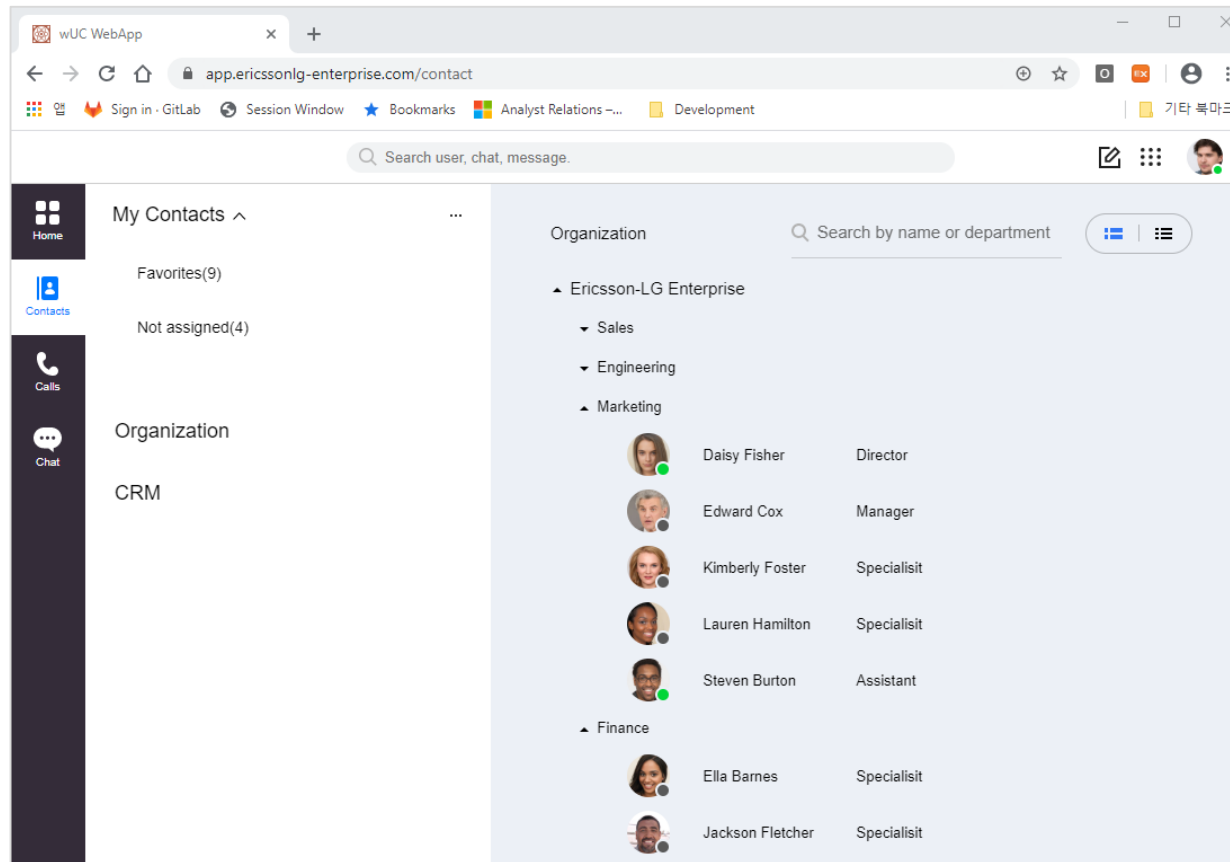 wUC WebApp
app.ericssonlg-enterprise.com/contact
앱 Sign in · GitLab Session Window Bookmarks Analyst Relations –... Development 기타 북마크
Search user, chat, message.
Home
Contacts
Calls
Chat
My Contacts
Favorites(9)
Not assigned(4)
Organization
CRM
Organization Search by name or department
Ericsson-LG Enterprise
Sales
Engineering
Marketing
Daisy Fisher Director
Edward Cox Manager
Kimberly Foster Specialisit
Lauren Hamilton Specialisit
Steven Burton Assistant
Finance
Ella Barnes Specialisit
Jackson Fletcher Specialisit